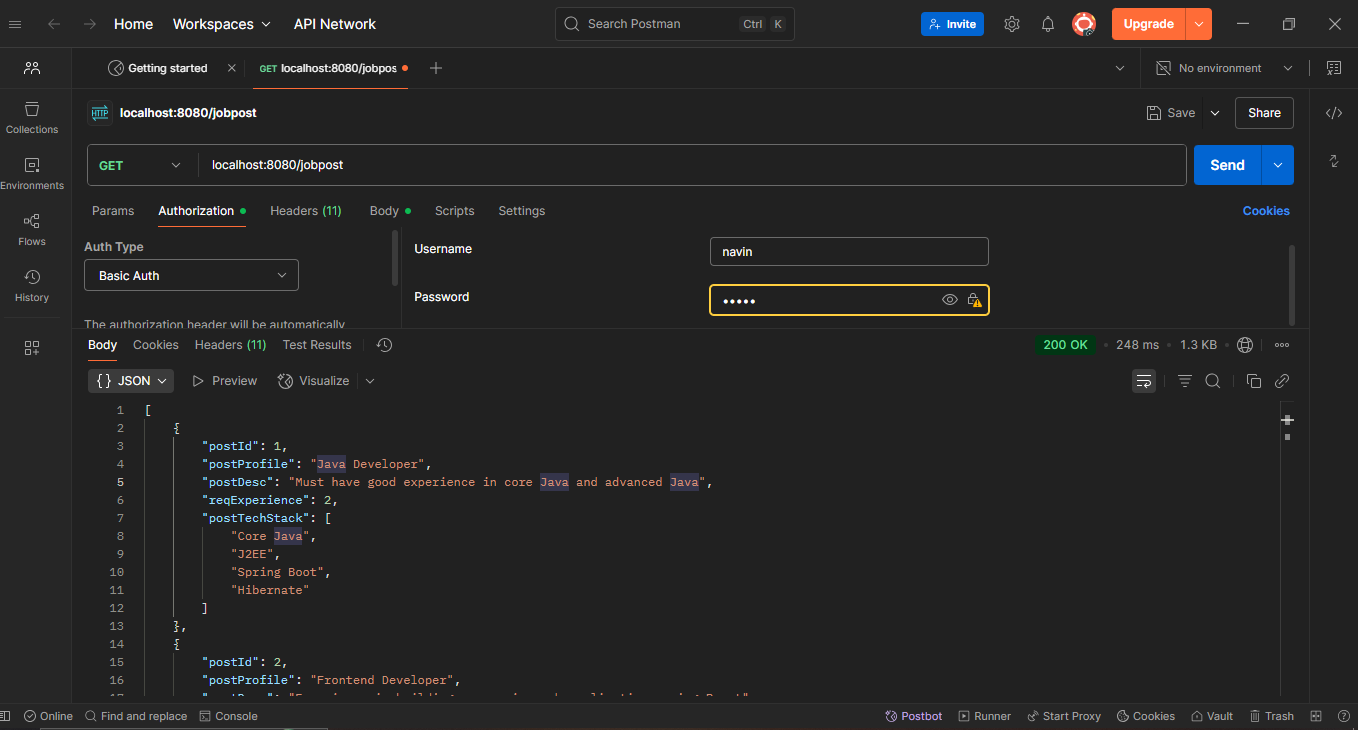 Home Workspaces API Network Search Postman Ctrl K Invite Upgrade
Getting started GET localhost:8080/jobpos No environment
HTTP localhost:8080/jobpost Save Share
GET localhost:8080/jobpost Send
Params Authorization Headers (11) Body Scripts Settings Cookies
Collections
Environments
Flows
History
Auth Type
Basic Auth
The authorization header will be automatically
Username navin
Password •••••
Body Cookies Headers (11) Test Results 200 OK 248 ms 1.3 KB
{} JSON Preview Visualize
1 [
2 {
3 "postId": 1,
4 "postProfile": "Java Developer",
5 "postDesc": "Must have good experience in core Java and advanced Java",
6 "reqExperience": 2,
7 "postTechStack": [
8 "Core Java",
9 "J2EE",
10 "Spring Boot",
11 "Hibernate"
12 ]
13 },
14 {
15 "postId": 2,
16 "postProfile": "Frontend Developer",
Online Find and replace Console Postbot Runner Start Proxy Cookies Vault Trash